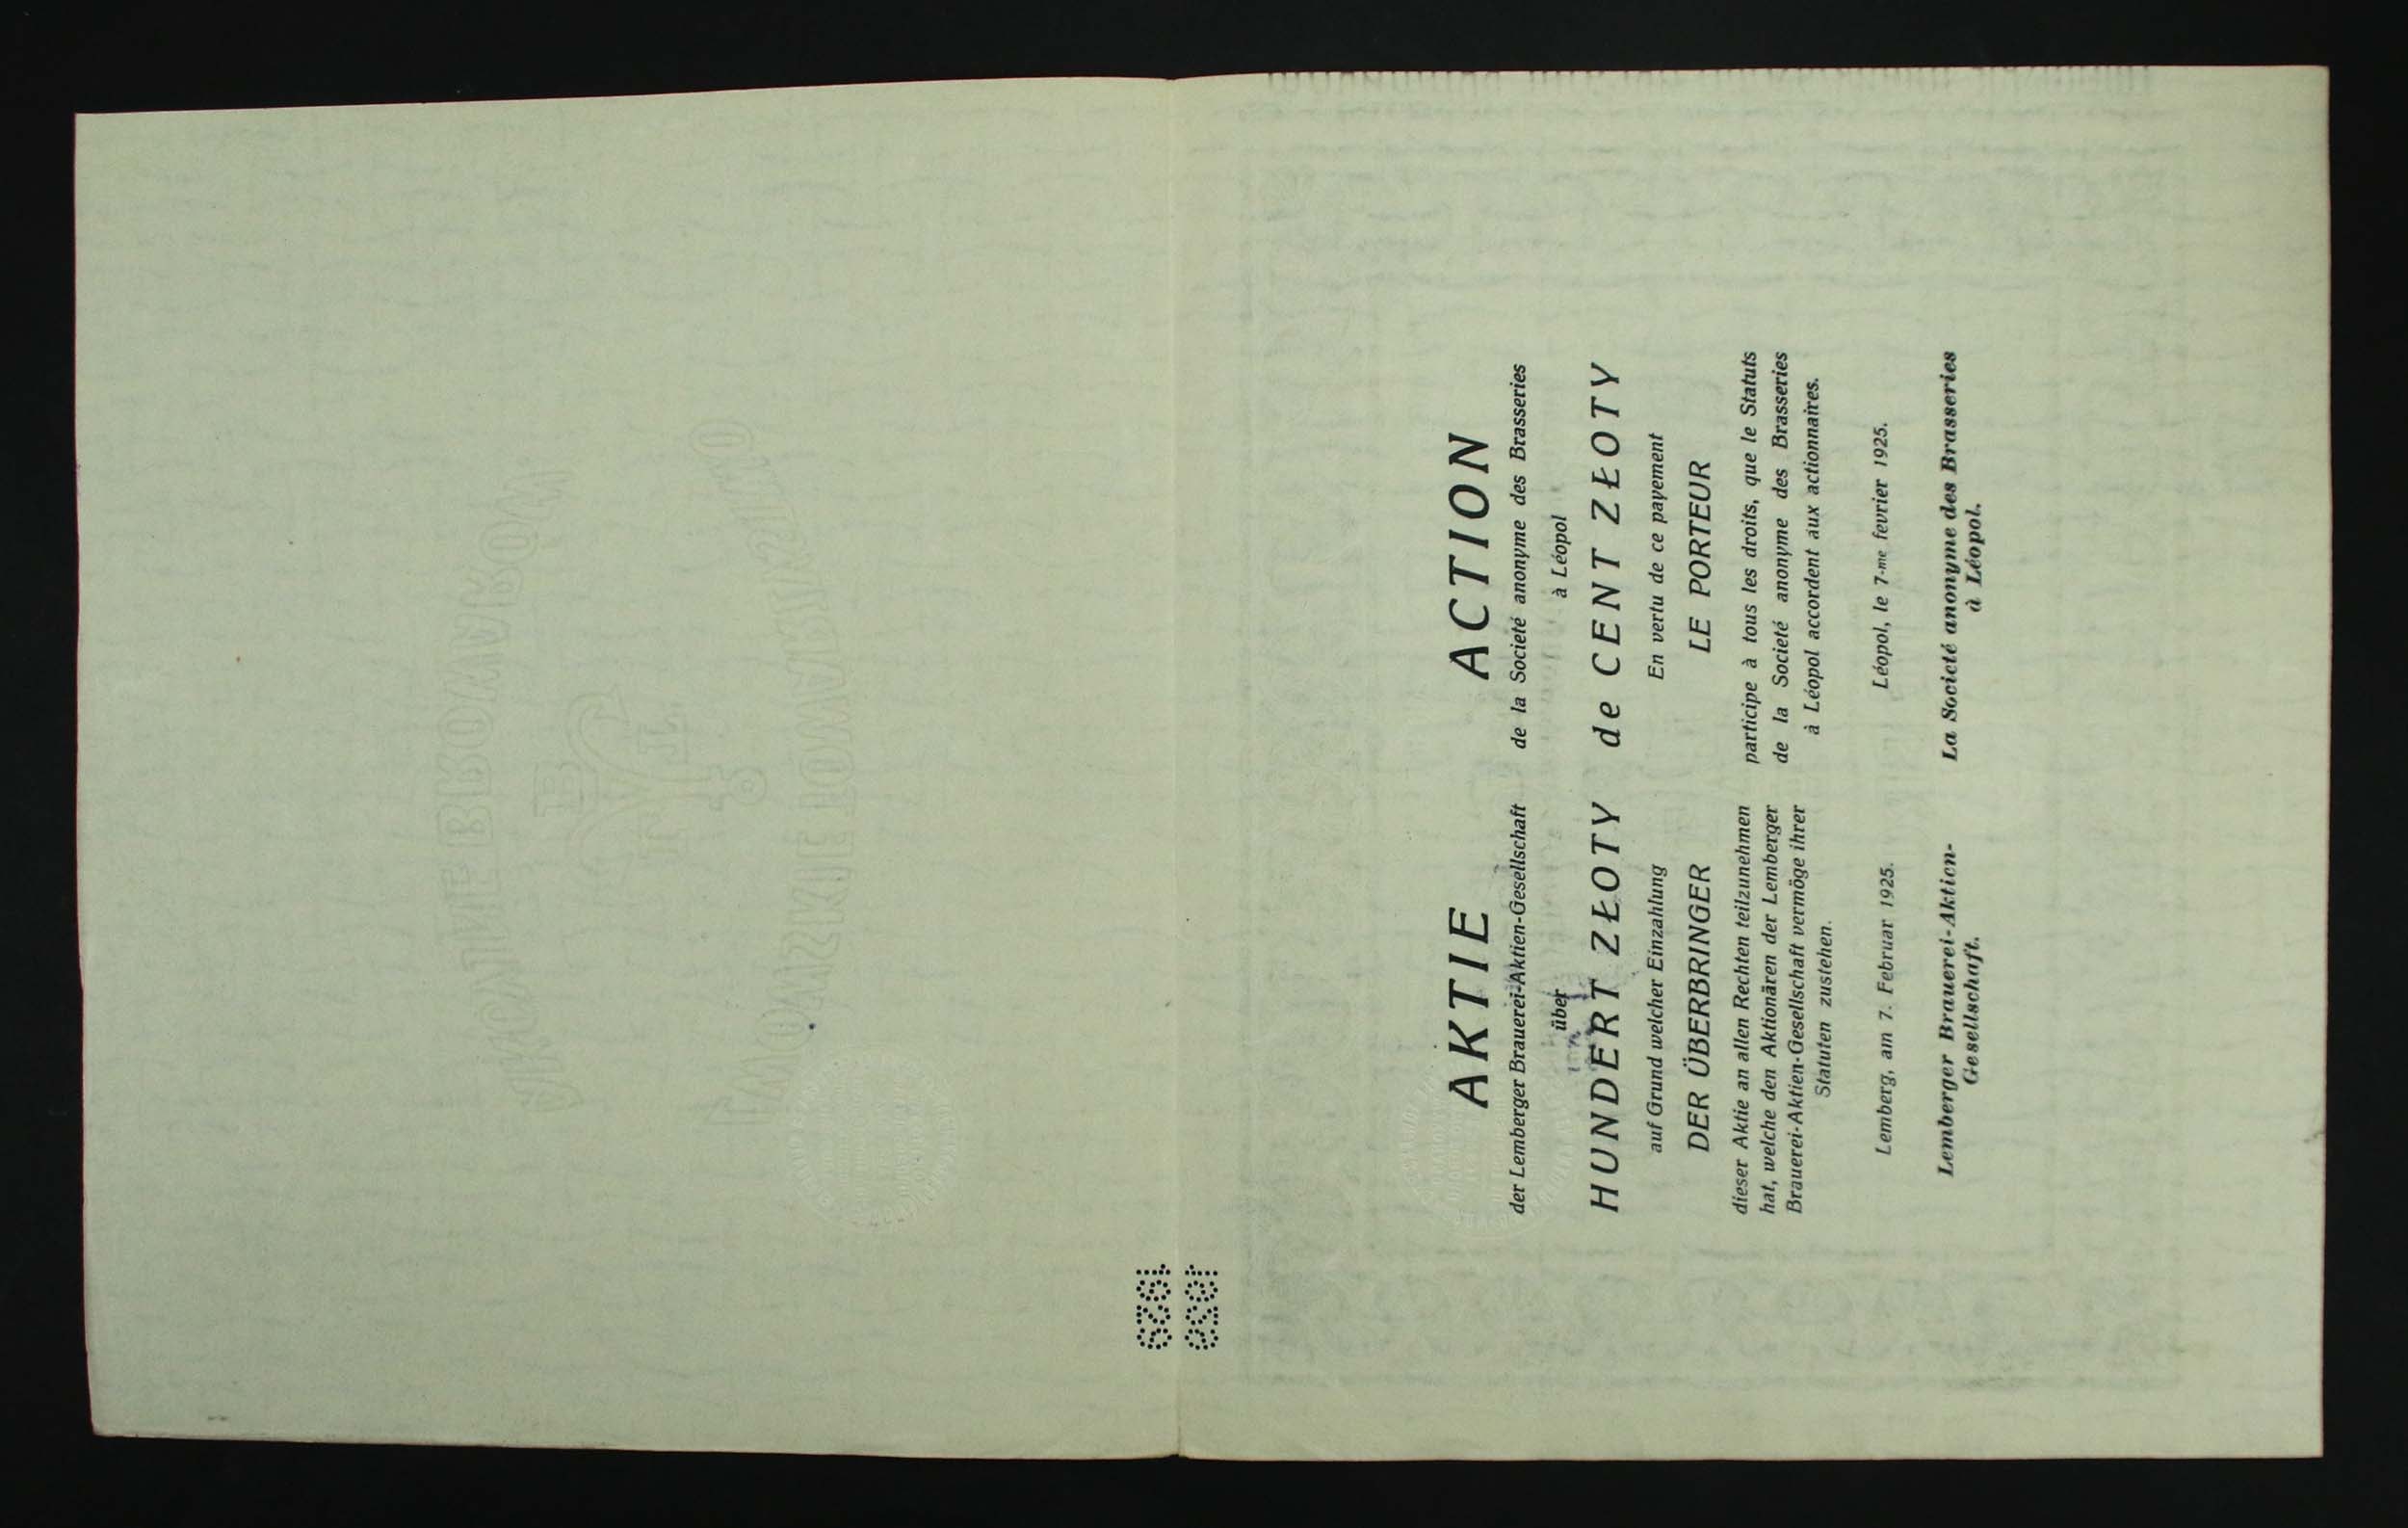 AKTIE
der Lemberger Brauerei-Aktien-Gesellschaft
über
HUNDERT ZŁOTY
auf Grund welcher Einzahlung
DER ÜBERBRINGER
dieser Aktie an allen Rechten teilzunehmen
hat, welche den Aktionären der Lemberger
Brauerei-Aktien-Gesellschaft vermöge ihrer
Statuten zustehen.
Lemberg, am 7. Februar 1925.
Lemberger Brauerei-Aktien-
Gesellschaft.
ACTION
de la Societé anonyme des Brasseries
à Léopol
de CENT ZŁOTY
En vertu de ce payement
LE PORTEUR
participe à tous les droits, que le Statuts
de la Societé anonyme des Brasseries
à Léopol accordent aux actionnaires.
Léopol, le 7-me fevrier 1925.
La Societé anonyme des Brasseries
à Léopol.